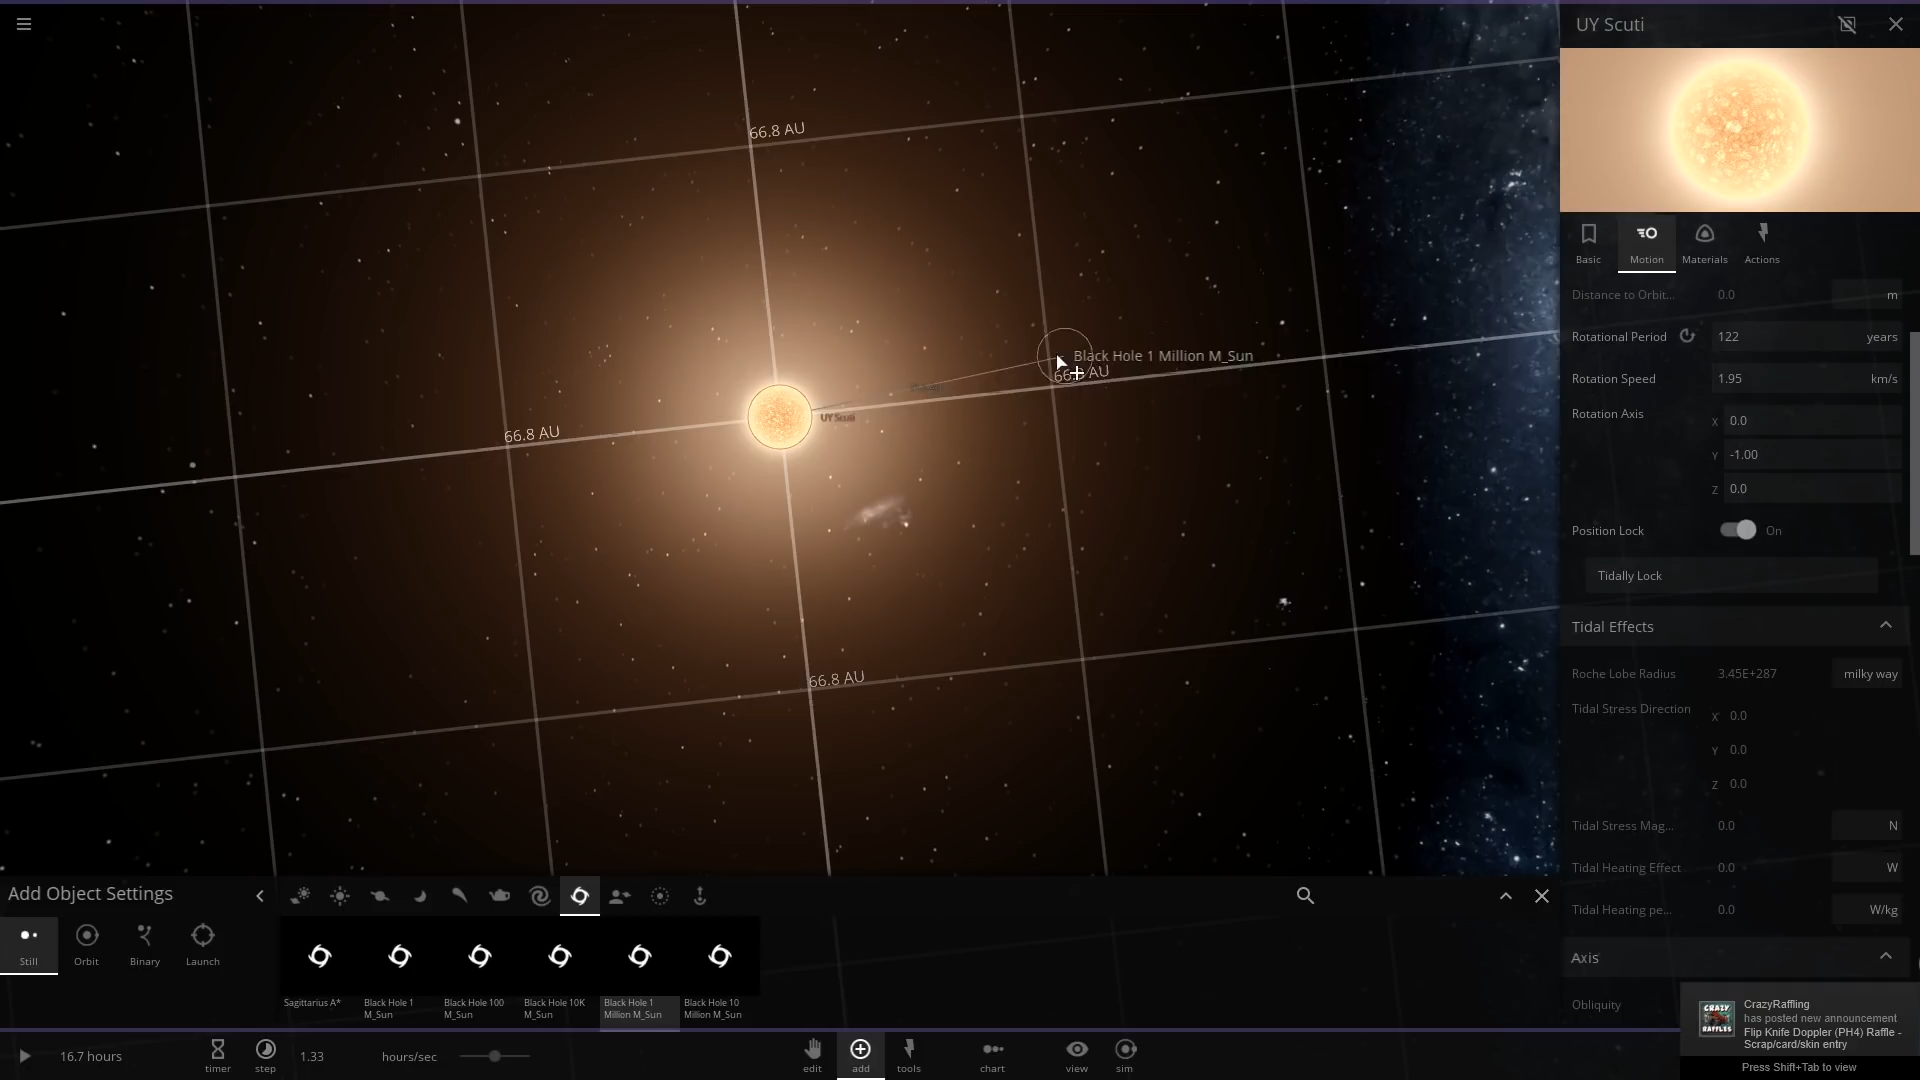 UY Scuti
66.8 AU
Black Hole 1 Million M_Sun
66.8 AU
UY Scuti
66.8 AU
66.8 AU
Basic
Motion
Materials
Actions
Distance to Orbit...
0.0
m
Rotational Period
122
years
Rotation Speed
1.95
km/s
Rotation Axis
X
0.0
Y
-1.00
Z
0.0
Position Lock
On
Tidally Lock
Tidal Effects
Roche Lobe Radius
3.45E+287
milky way
Tidal Stress Direction
X
0.0
Y
0.0
Z
0.0
Tidal Stress Mag...
0.0
N
Tidal Heating Effect
0.0
W
Tidal Heating pe...
0.0
W/kg
Axis
Obliquity
CrazyRaffling
has posted new announcement
Flip Knife Doppler (PH4) Raffle -
Scrap/card/skin entry
Press Shift+Tab to view
CRAZY
RAFFLES
Add Object Settings
Still
Orbit
Binary
Launch
Sagittarius A*
Black Hole 1
M_Sun
Black Hole 100
M_Sun
Black Hole 10K
M_Sun
Black Hole 1
Million M_Sun
Black Hole 10
Million M_Sun
16.7 hours
timer
step
1.33
hours/sec
edit
add
tools
chart
view
sim